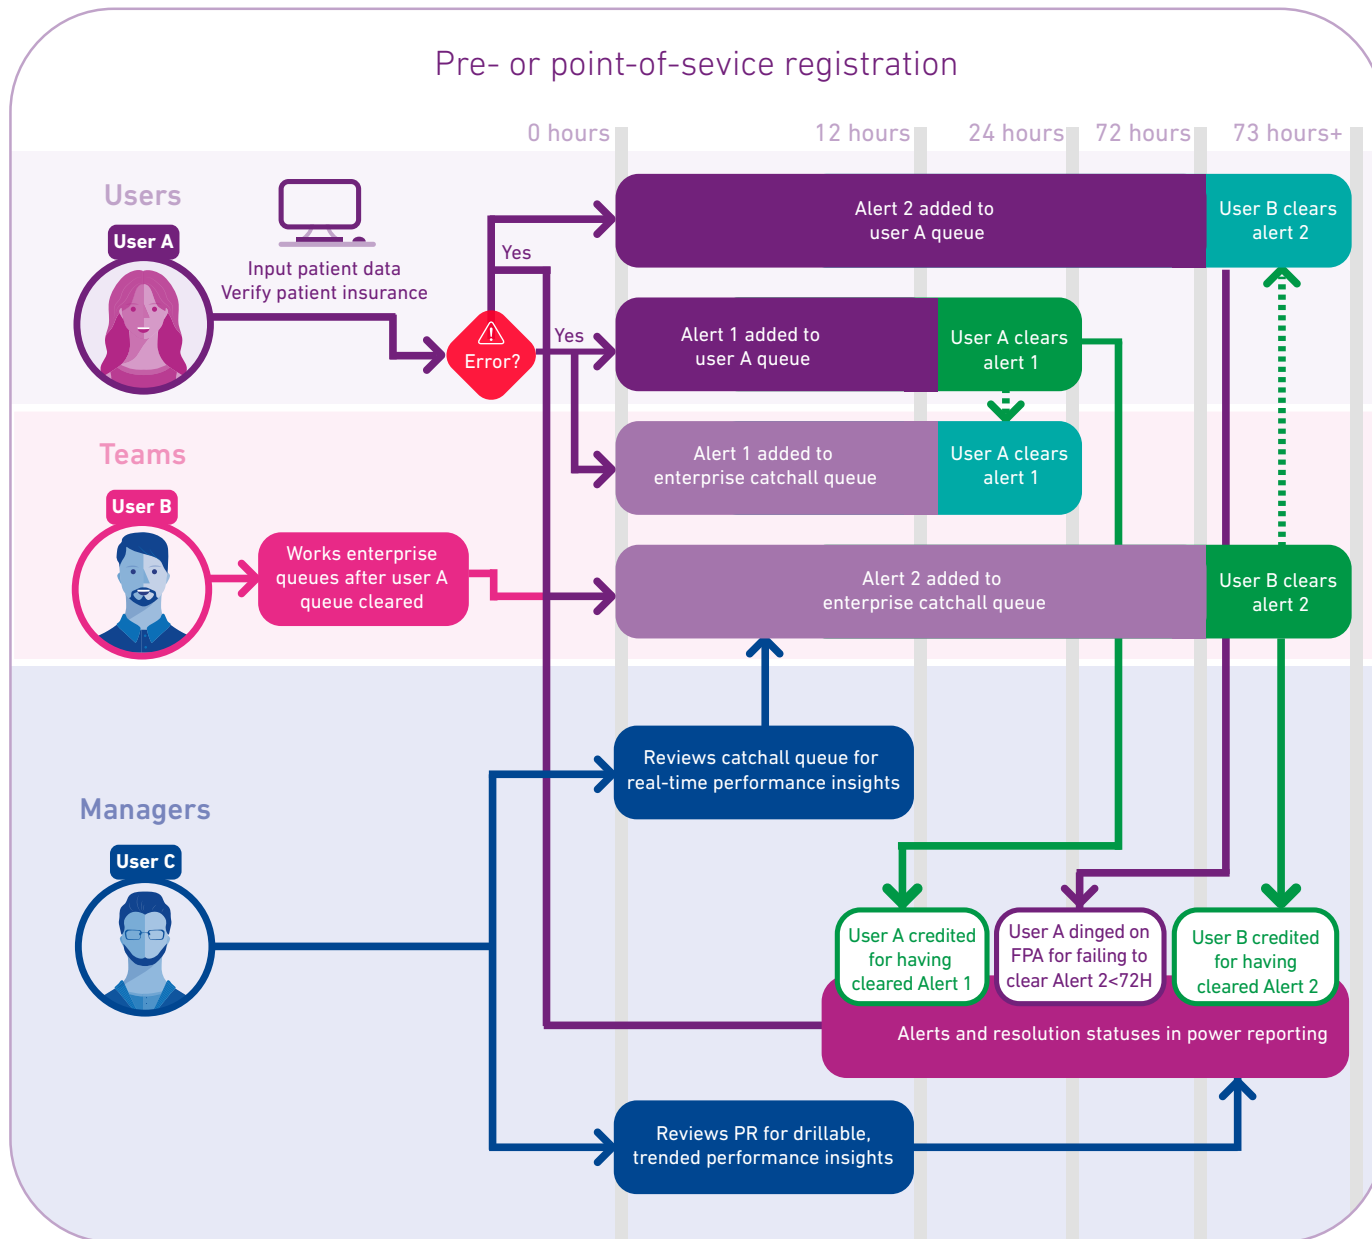 Pre- or point-of-sevice registration
0 hours
12 hours
24 hours
72 hours
73 hours+
Users
User A
Input patient data
Verify patient insurance
Error?
Yes
Yes
Alert 2 added to
user A queue
User B clears
alert 2
Alert 1 added to
user A queue
User A clears
alert 1
Teams
User B
Works enterprise
queues after user A
queue cleared
Alert 1 added to
enterprise catchall queue
User A clears
alert 1
Alert 2 added to
enterprise catchall queue
User B clears
alert 2
Managers
User C
Reviews catchall queue for
real-time performance insights
User A credited
for having
cleared Alert 1
User A dinged on
FPA for failing to
clear Alert 2<72H
User B credited
for having
cleared Alert 2
Alerts and resolution statuses in power reporting
Reviews PR for drillable,
trended performance insights